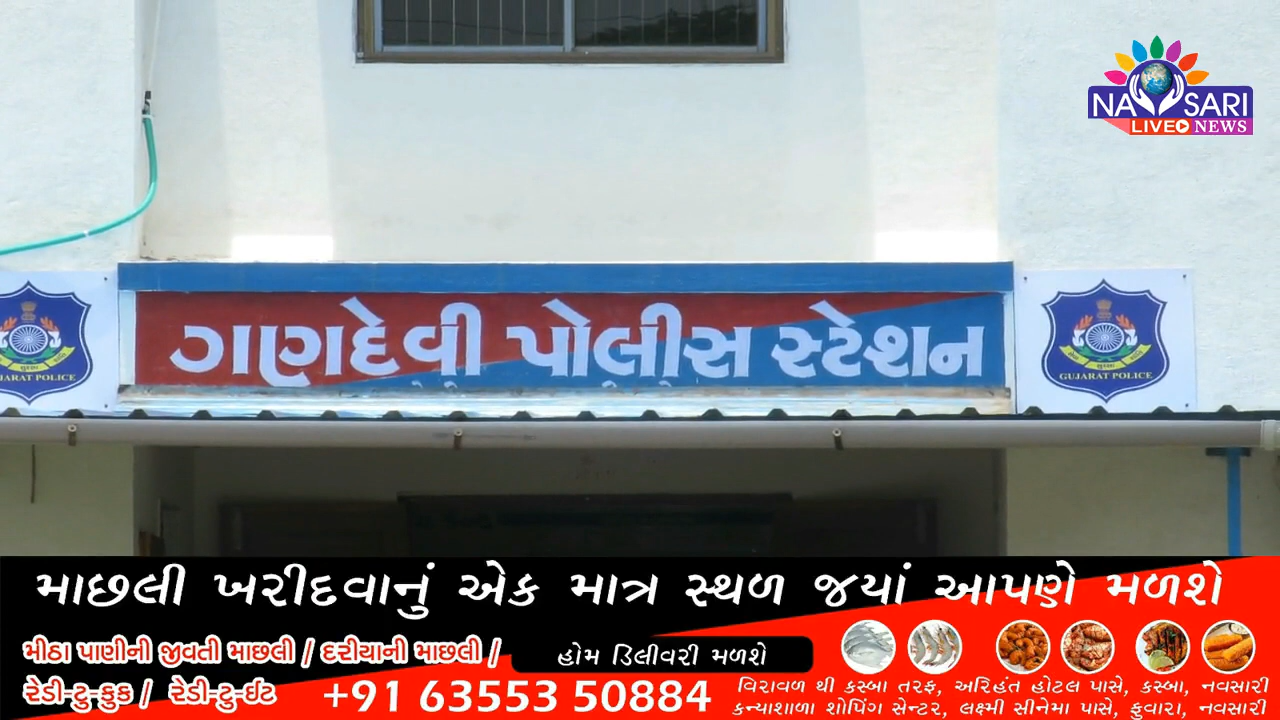 NAVSARI
LIVE NEWS
ગણદેવી પોલીસ સ્ટેશન
GUJARAT POLICE
GUJARAT POLICE
માછલી ખરીદવાનું એક માત્ર સ્થળ જયાં આપણે મળશે
મીઠા પાણીની જીવતી માછલી / દરીયાની માછલી /
હોમ ડિલીવરી મળશે
રેડી-ટુ-કુક / રેડી-ટુ-ઈટ
+91 63553 50884
વિરાવળ થી કસ્બા તરફ, અરિહંત હોટલ પાસે, કસ્બા, નવસારી
કન્યાશાળા શોપિંગ સેન્ટર, લક્ષ્મી સીનેમા પાસે, ફુવારા, નવસારી